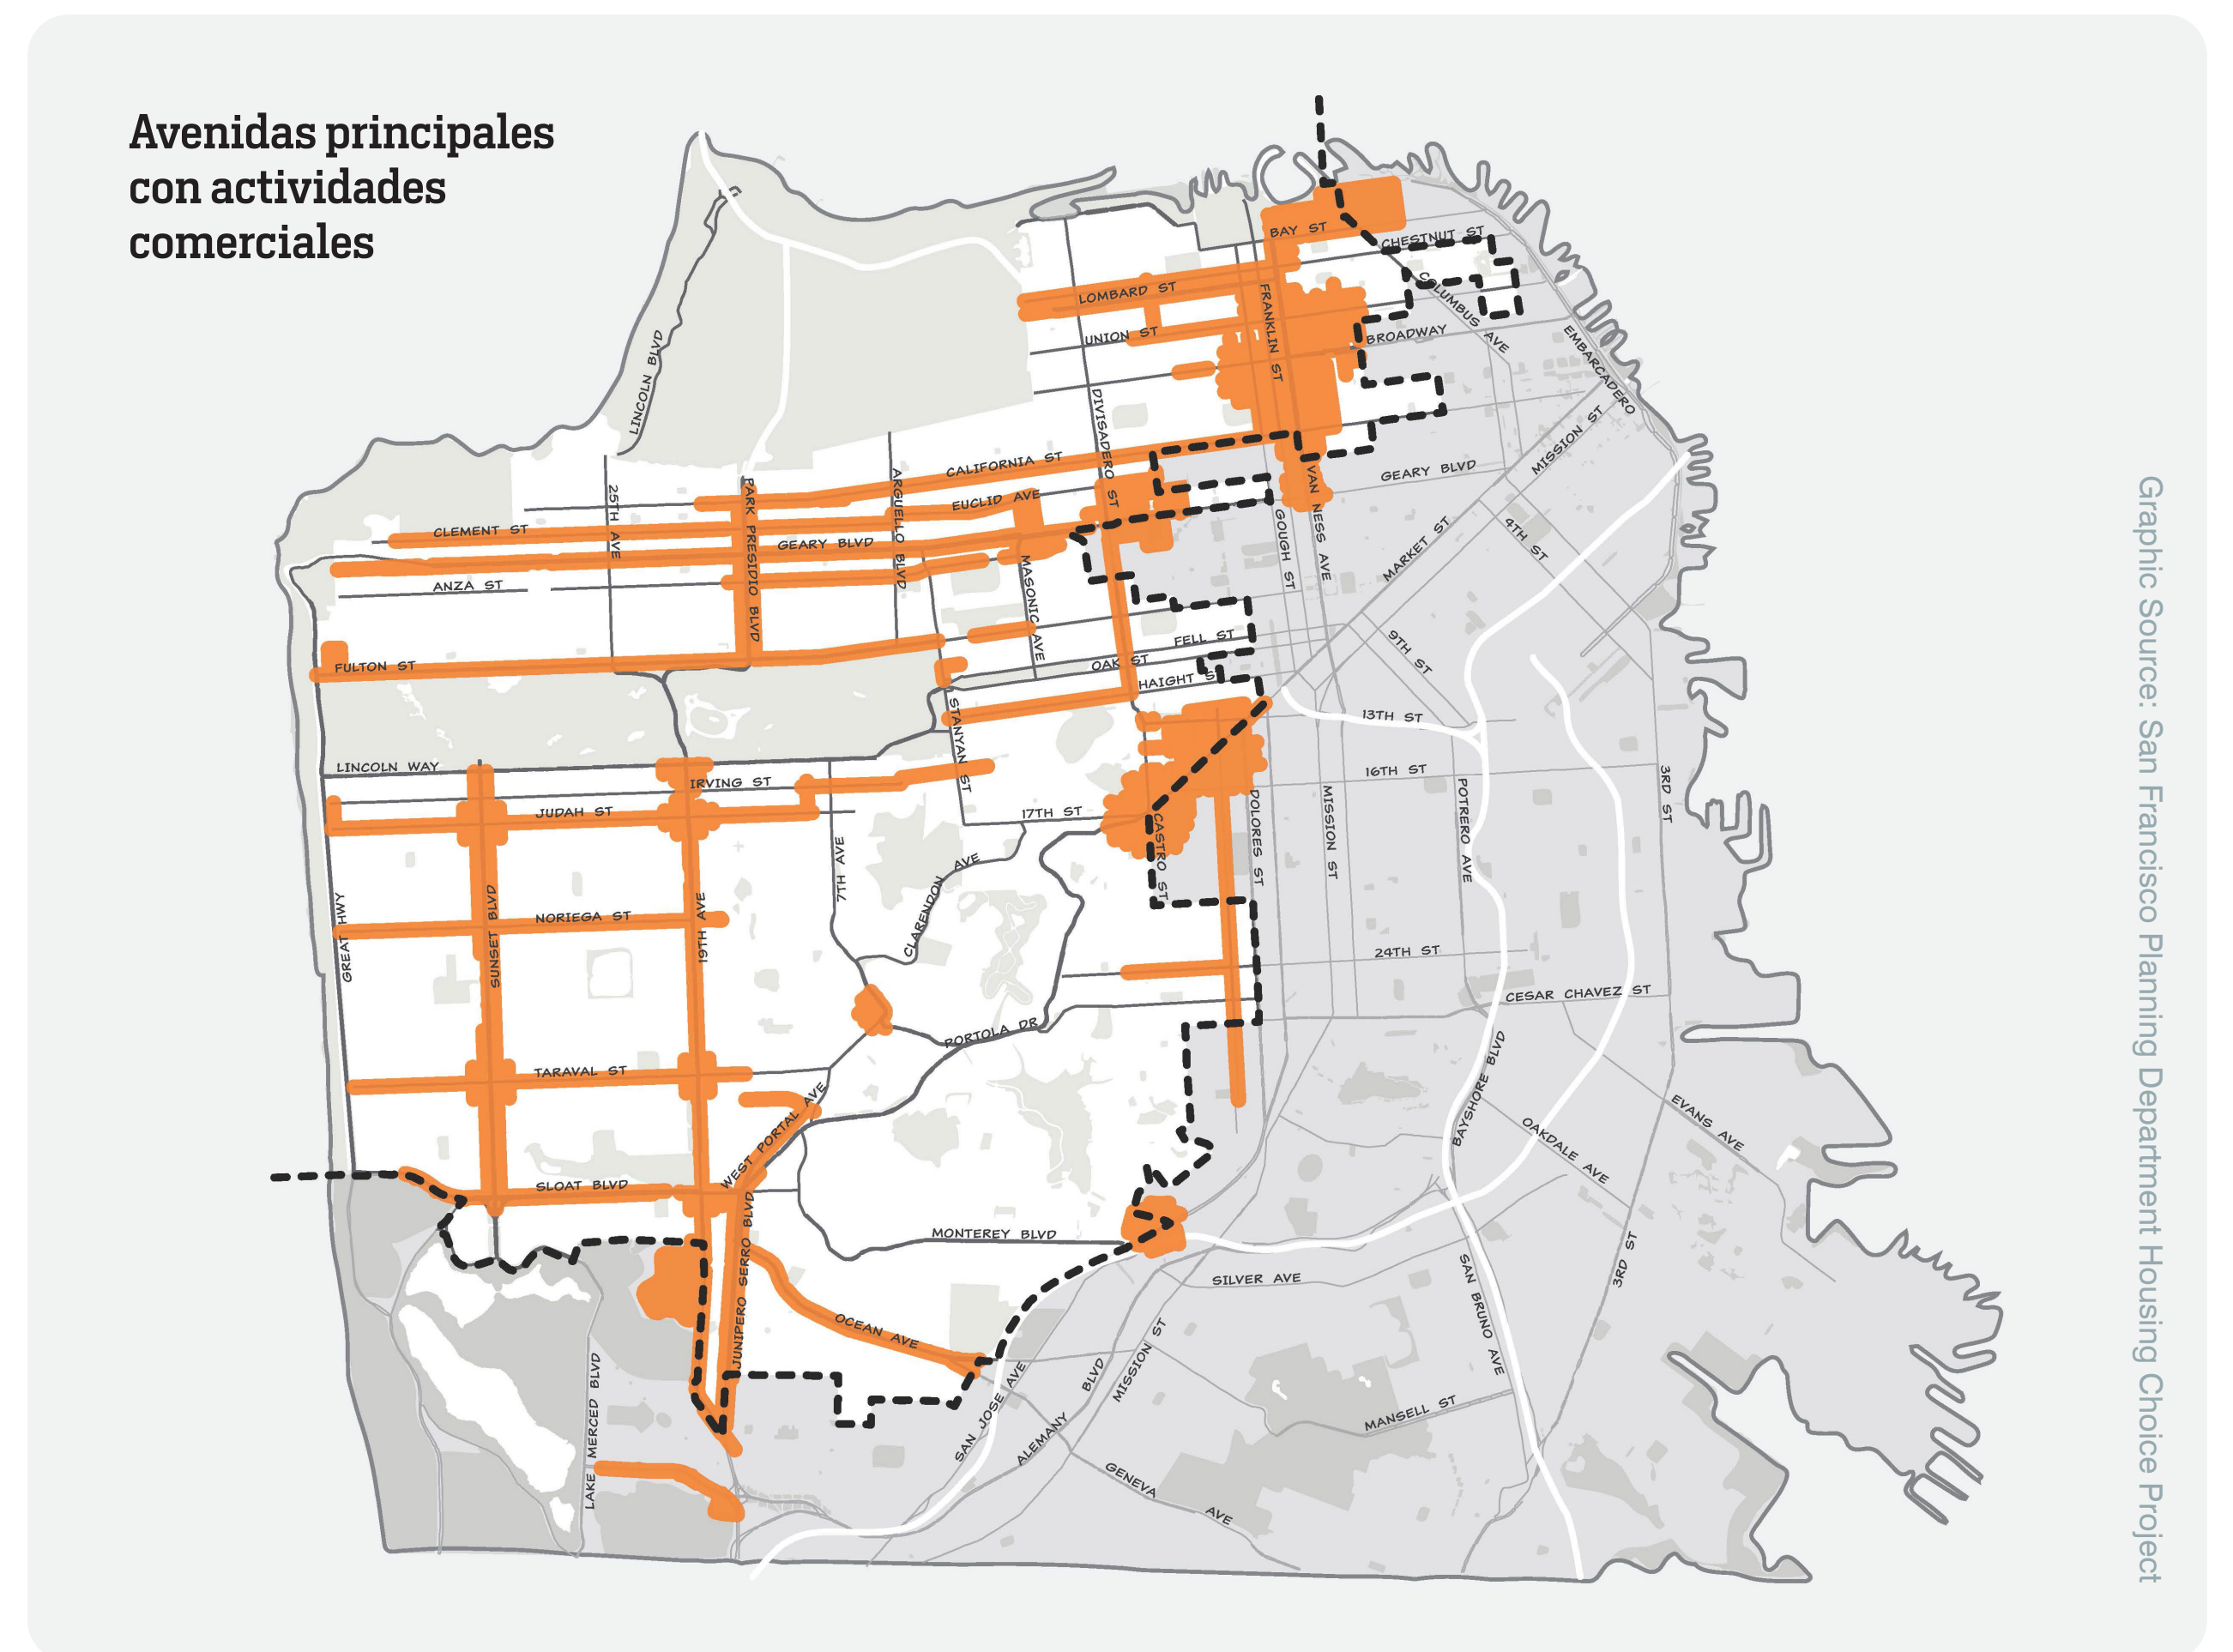 Avenidas principales
con actividades
comerciales
BAY ST
CHESTNUT ST
COLUMBUS AVE
LOMBARD ST
FRANKLIN ST
UNION ST
BROADWAY
EMBARCADERO
LINCOLN BLVD
DIVISADERO ST
MISSION ST
CALIFORNIA ST
GEARY BLVD
VAN NESS AVE
25TH AVE
PARK PRESIDIO BLVD
ARGUELLO BLVD
EUCLID AVE
CLEMENT ST
GEARY BLVD
GOUGH ST
MARKET ST
4TH ST
ANZA ST
MASONIC AVE
FELL ST
9TH ST
FULTON ST
OAK ST
HAIGHT ST
STANYAN ST
13TH ST
LINCOLN WAY
IRVING ST
16TH ST
3RD ST
JUDAH ST
17TH ST
CASTRO ST
DOLORES ST
MISSION ST
POTRERO AVE
7TH AVE
CLARENDON AVE
GREAT HWY
SUNSET BLVD
NORIEGA ST
19TH AVE
24TH ST
CESAR CHAVEZ ST
PORTOLA DR
BAYSHORE BLVD
TARAVAL ST
WEST PORTAL AVE
OAKDALE AVE
EVANS AVE
SLOAT BLVD
JUNIPERO SERRO BLVD
MONTEREY BLVD
SILVER AVE
SAN BRUNO AVE
3RD ST
OCEAN AVE
LAKE MERCED BLVD
SAN JOSE AVE
ALEMANY BLVD
MISSION ST
MANSELL ST
GENEVA AVE
Graphic Source: San Francisco Planning Department Housing Choice Project